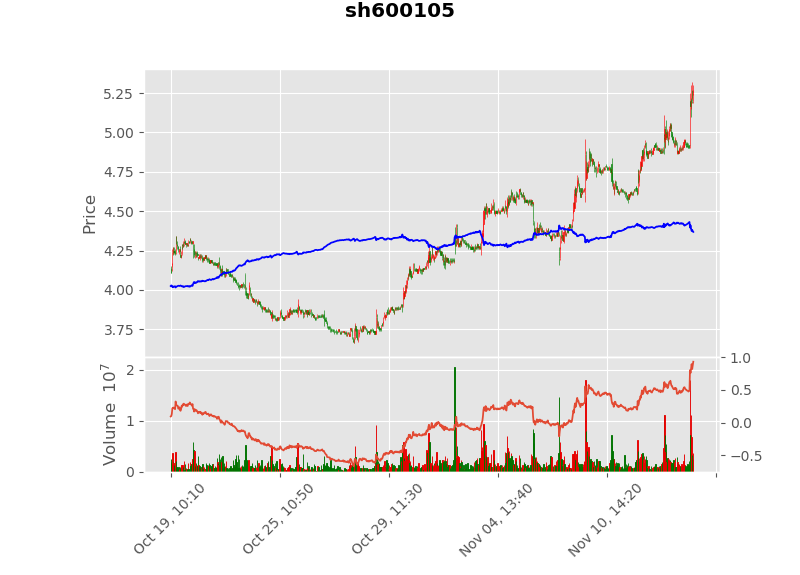 sh600105
Price
5.25
5.00
4.75
4.50
4.25
4.00
3.75
Volume 10^7
2
1
0
1.0
0.5
0.0
−0.5
Oct 19, 10:10
Oct 25, 10:50
Oct 29, 11:30
Nov 04, 13:40
Nov 10, 14:20